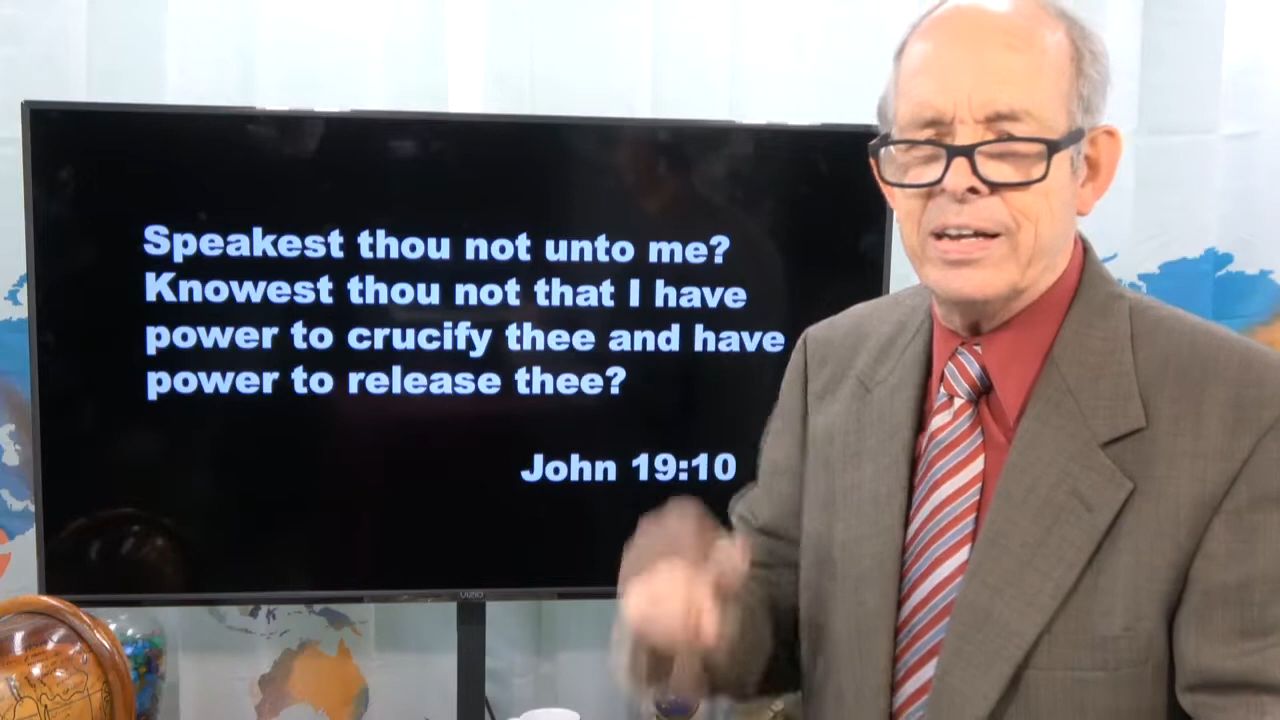 Speakest thou not unto me?
Knowest thou not that I have
power to crucify thee and have
power to release thee?
John 19:10
VIZIO